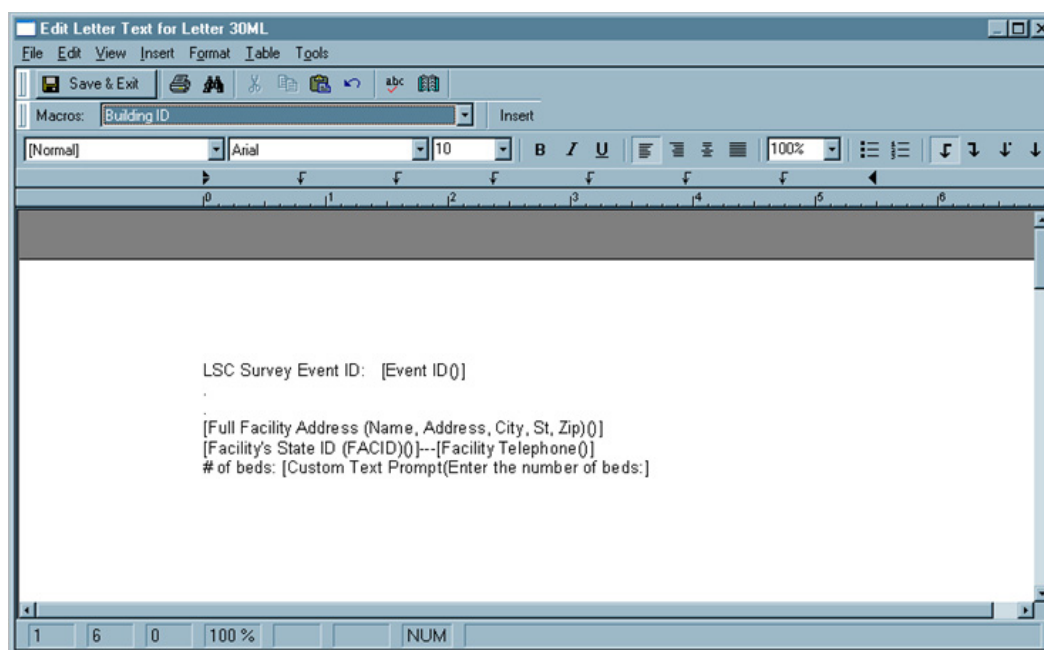 Edit Letter Text for Letter 30ML
File Edit View Insert Format Table Tools
Save & Exit abc
Macros: Building ID Insert
[Normal] Arial 10 B I U 100%
0 1 2 3 4 5 6
LSC Survey Event ID: [Event ID()]
.
.
[Full Facility Address (Name, Address, City, St, Zip)()]
[Facility's State ID (FACID)()]---[Facility Telephone()]
# of beds: [Custom Text Prompt(Enter the number of beds:]
1 6 0 100 % NUM